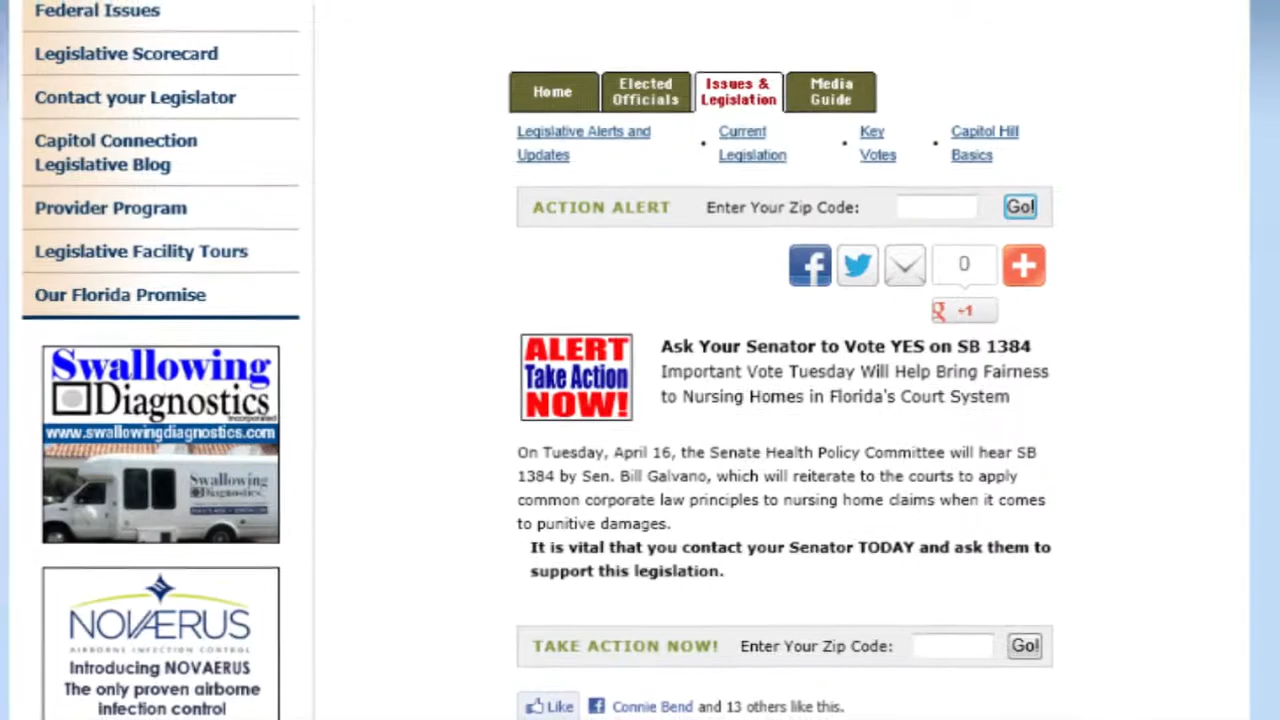 Federal Issues
Legislative Scorecard
Contact your Legislator
Capitol Connection
Legislative Blog
Provider Program
Legislative Facility Tours
Our Florida Promise
Swallowing
Diagnostics
Incorporated
www.swallowingdiagnostics.com
Swallowing
Diagnostics
NOVAERUS
AIRBORNE INFECTION CONTROL
Introducing NOVAERUS
The only proven airborne
infection control
Home
Elected
Officials
Issues &
Legislation
Media
Guide
Legislative Alerts and
Updates
Current
Legislation
Key
Votes
Capitol Hill
Basics
ACTION ALERT Enter Your Zip Code: Go!
0
+1
ALERT
Take Action
NOW!
Ask Your Senator to Vote YES on SB 1384
Important Vote Tuesday Will Help Bring Fairness
to Nursing Homes in Florida's Court System
On Tuesday, April 16, the Senate Health Policy Committee will hear SB
1384 by Sen. Bill Galvano, which will reiterate to the courts to apply
common corporate law principles to nursing home claims when it comes
to punitive damages.
It is vital that you contact your Senator TODAY and ask them to
support this legislation.
TAKE ACTION NOW! Enter Your Zip Code: Go!
Like Connie Bend and 13 others like this.